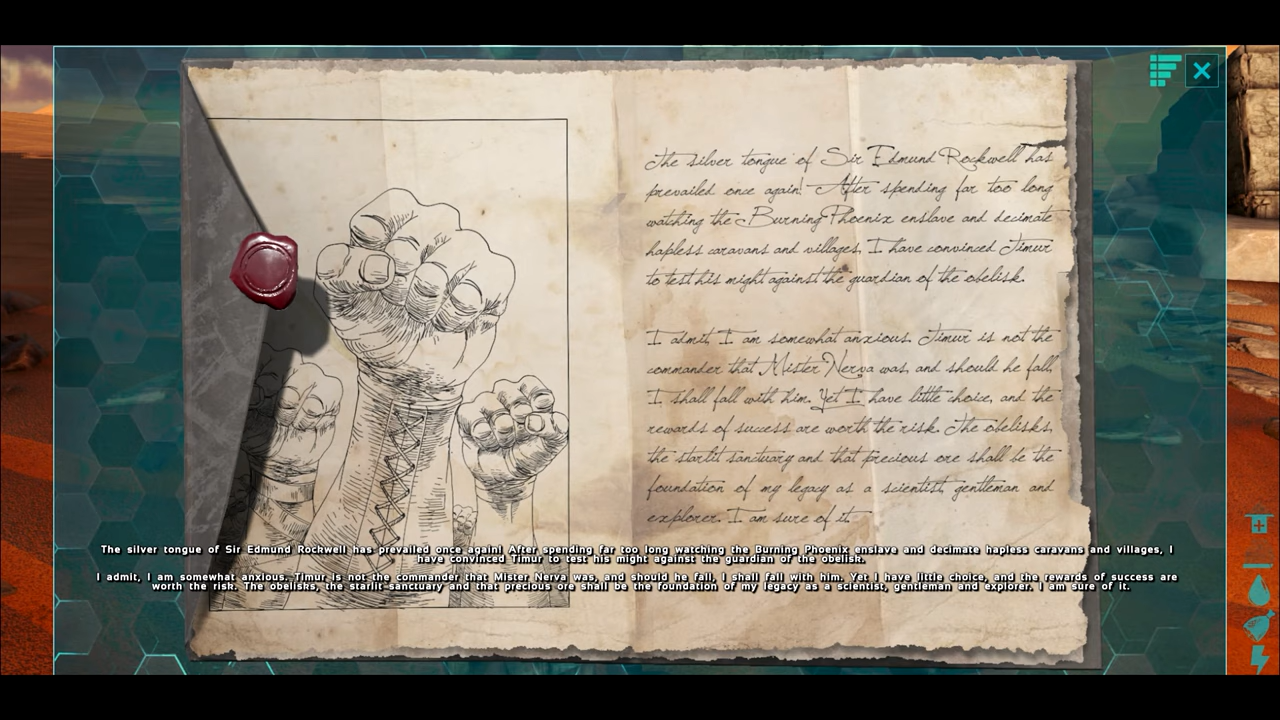 The silver tongue of Sir Edmund Rockwell has
prevailed once again! After spending far too long
watching the Burning Phoenix enslave and decimate
hapless caravans and villages, I have convinced Timur
to test his might against the guardian of the obelisk.
I admit, I am somewhat anxious. Timur is not the
commander that Mister Nerva was, and should he fall,
I shall fall with him. Yet I have little choice, and the
rewards of success are worth the risk. The obelisks,
the starlit sanctuary and that precious ore shall be the
foundation of my legacy as a scientist, gentleman and
explorer. I am sure of it.
The silver tongue of Sir Edmund Rockwell has prevailed once again! After spending far too long watching the Burning Phoenix enslave and decimate hapless caravans and villages, I
have convinced Timur to test his might against the guardian of the obelisk.
I admit, I am somewhat anxious. Timur is not the commander that Mister Nerva was, and should he fall, I shall fall with him. Yet I have little choice, and the rewards of success are
worth the risk. The obelisks, the starlit-sanctuary and that precious ore shall be the foundation of my legacy as a scientist, gentleman and explorer. I am sure of it.